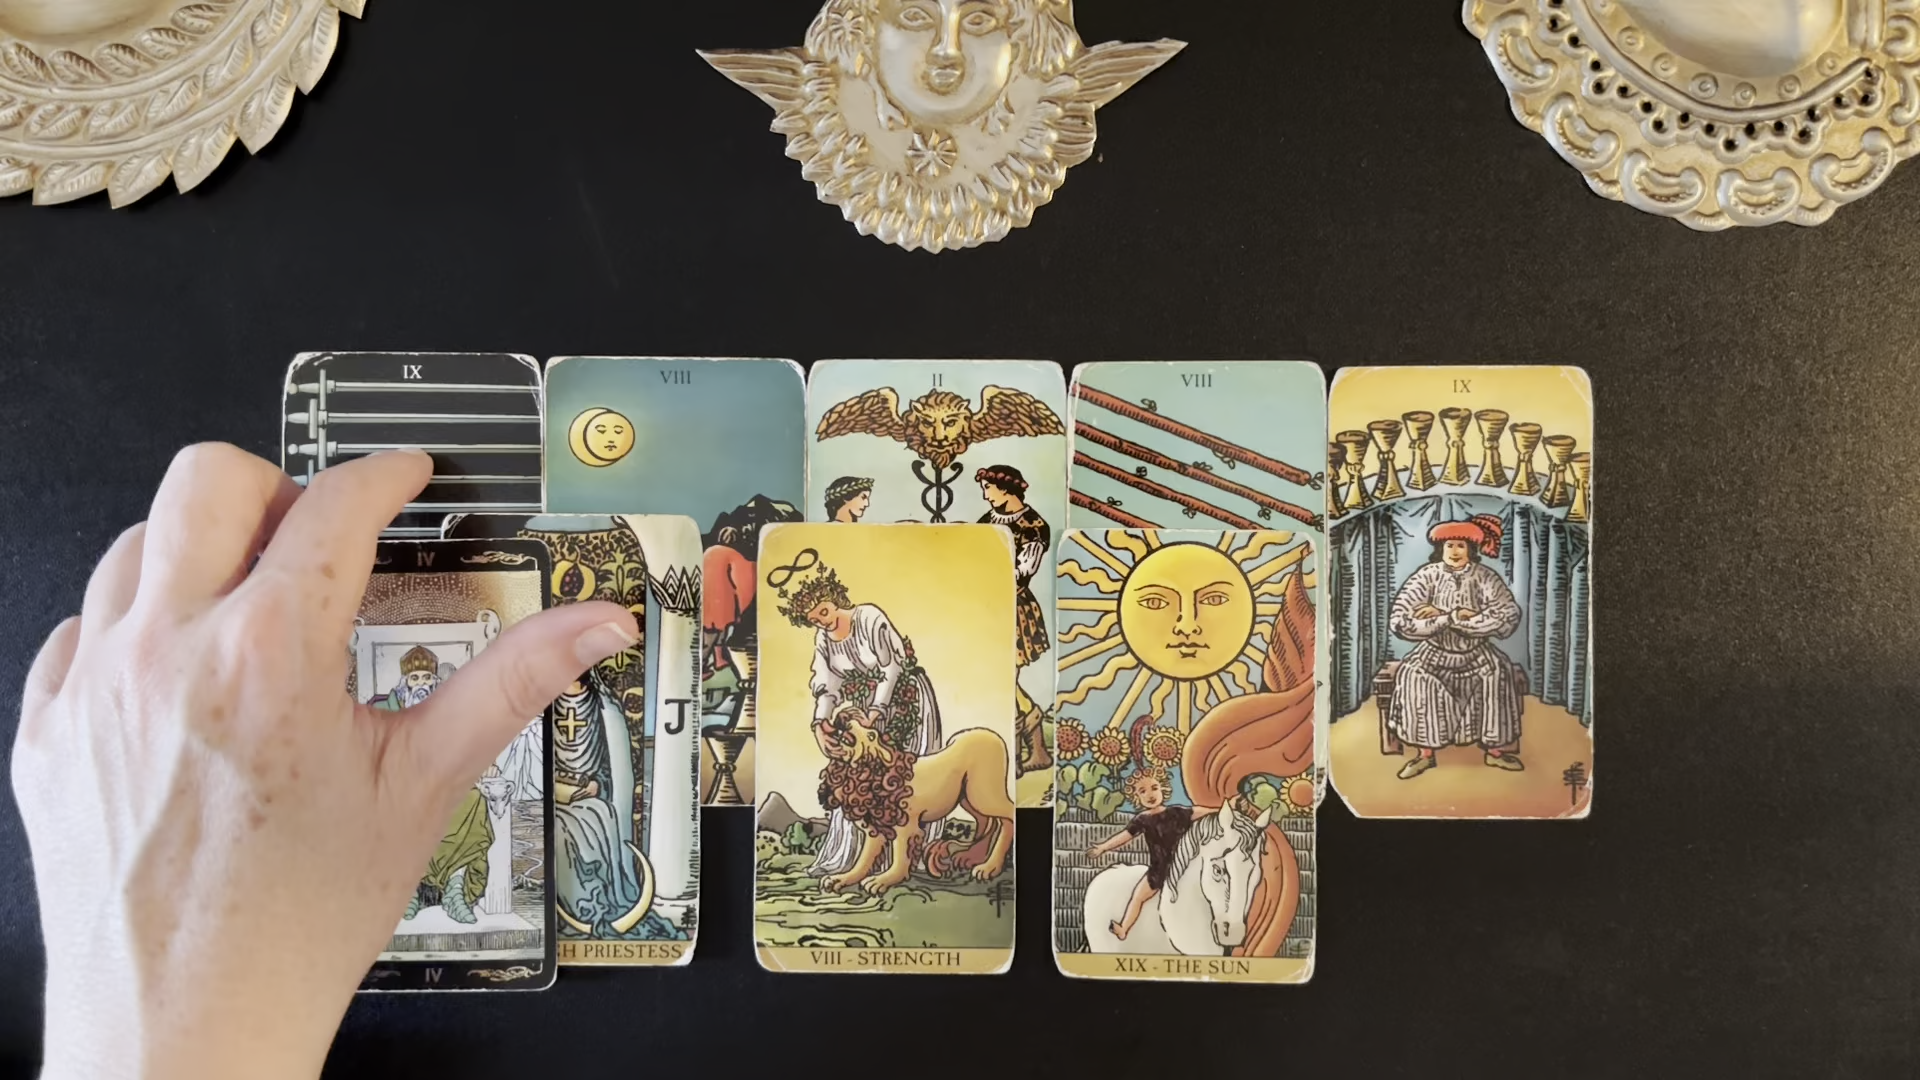 IX
VIII
II
VIII
IX
IV
J
H PRIESTESS
IV
VIII - STRENGTH
XIX - THE SUN